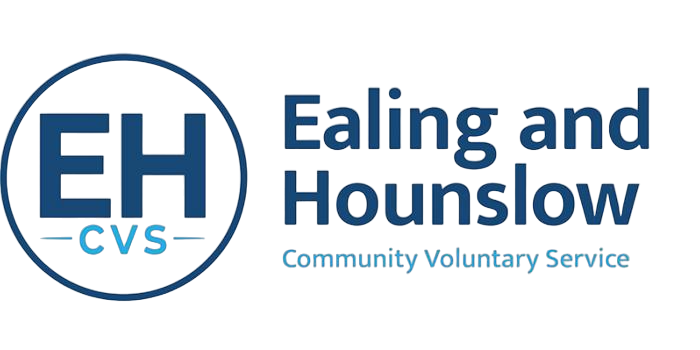 EH
CVS
Ealing and
Hounslow
Community Voluntary Service